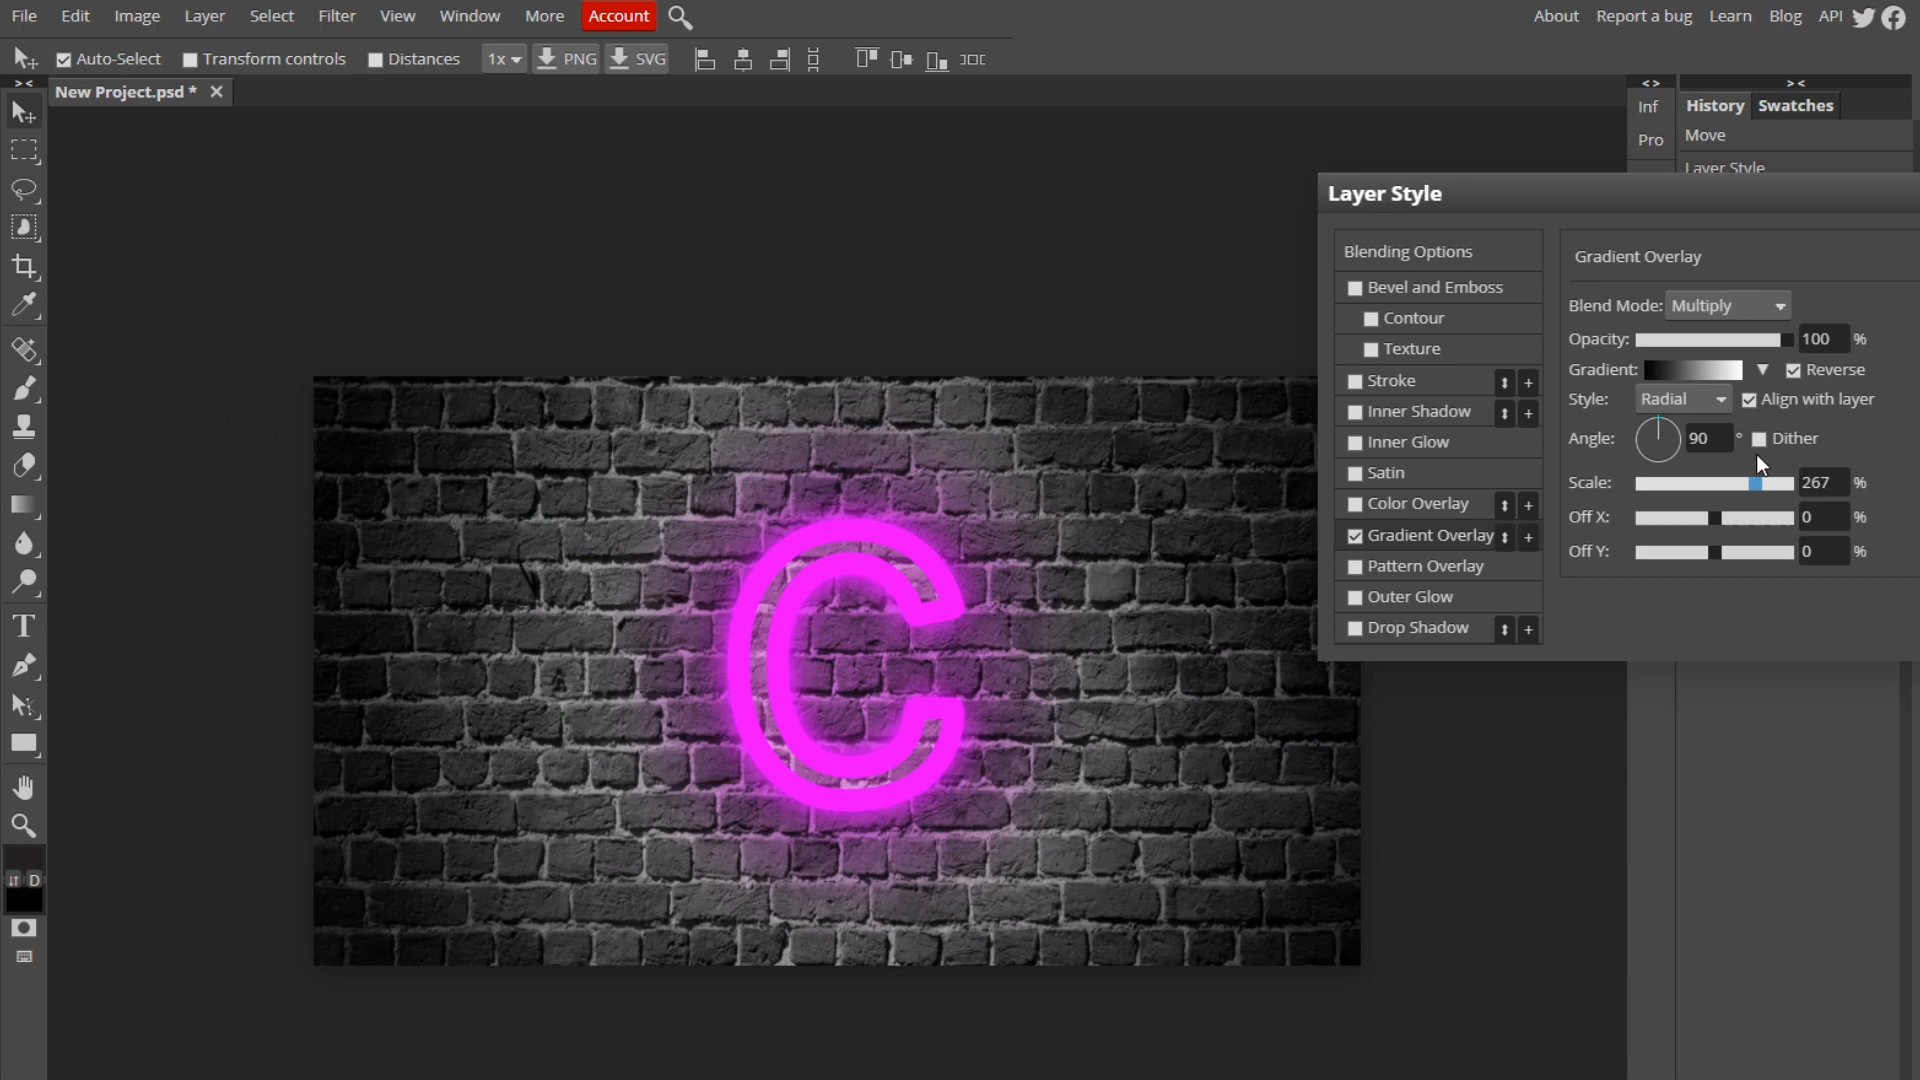 File Edit Image Layer Select Filter View Window More Account About Report a bug Learn Blog API
Auto-Select Transform controls Distances 1x PNG SVG
New Project.psd * ✕
> <
< >
> <
Inf
Pro
History Swatches
Move
Layer Style
Layer Style
Blending Options
Bevel and Emboss
Contour
Texture
Stroke +
Inner Shadow +
Inner Glow
Satin
Color Overlay +
Gradient Overlay +
Pattern Overlay
Outer Glow
Drop Shadow +
Gradient Overlay
Blend Mode: Multiply
Opacity: 100 %
Gradient: Reverse
Style: Radial Align with layer
Angle: 90 ° Dither
Scale: 267 %
Off X: 0 %
Off Y: 0 %
C
T
D